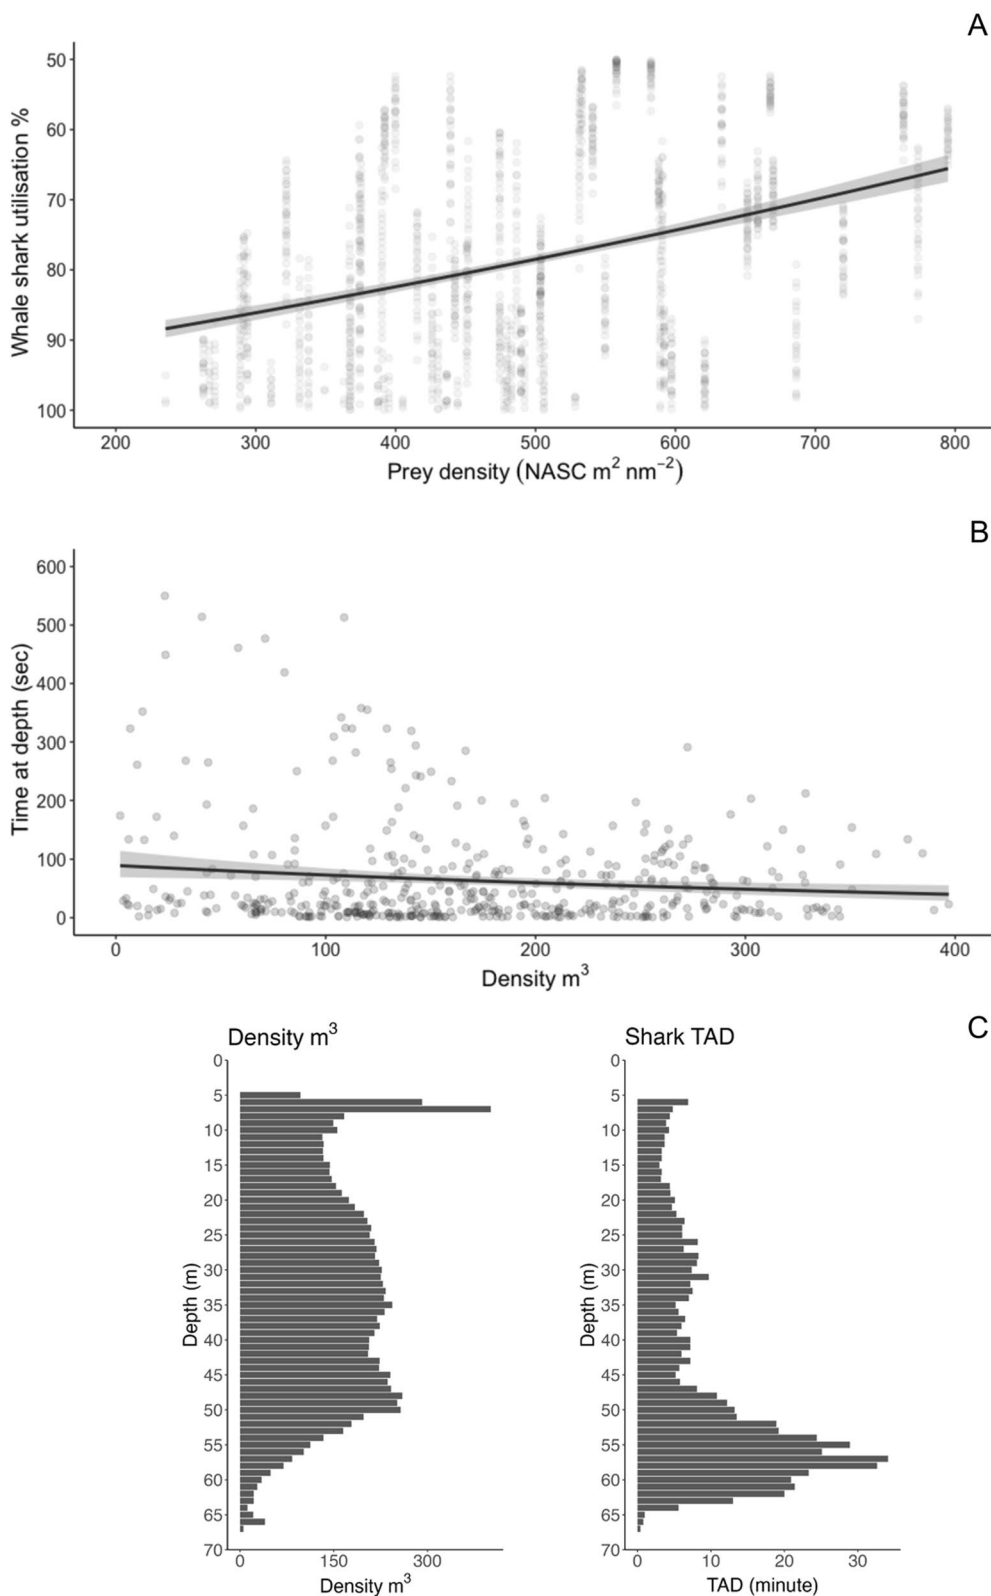 A
Whale shark utilisation %
50
60
70
80
90
100
200 300 400 500 600 700 800
Prey density (NASC m² nm⁻²)
B
Time at depth (sec)
600
500
400
300
200
100
0
0 100 200 300 400
Density m³
C
Density m³
Depth (m)
0
5
10
15
20
25
30
35
40
45
50
55
60
65
70
0 150 300
Density m³
Shark TAD
Depth (m)
0
5
10
15
20
25
30
35
40
45
50
55
60
65
70
0 10 20 30
TAD (minute)